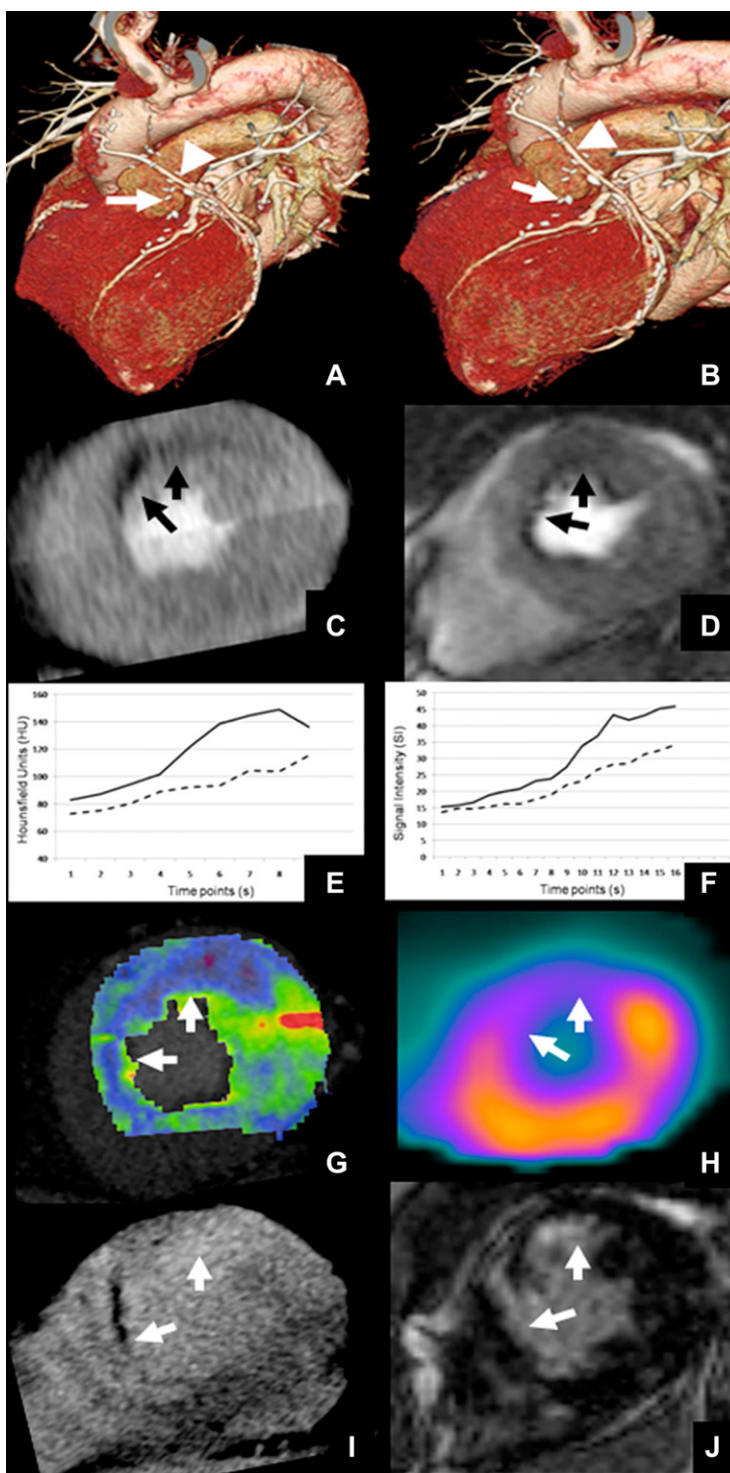 A
B
C
D
Hounsfield Units (HU)
160
140
120
100
80
60
40
1 2 3 4 5 6 7 8
Time points (s)
E
Signal Intensity (SI)
50
45
40
35
30
25
20
15
10
5
0
1 2 3 4 5 6 7 8 9 10 11 12 13 14 15 16
Time points (s)
F
G
H
I
J